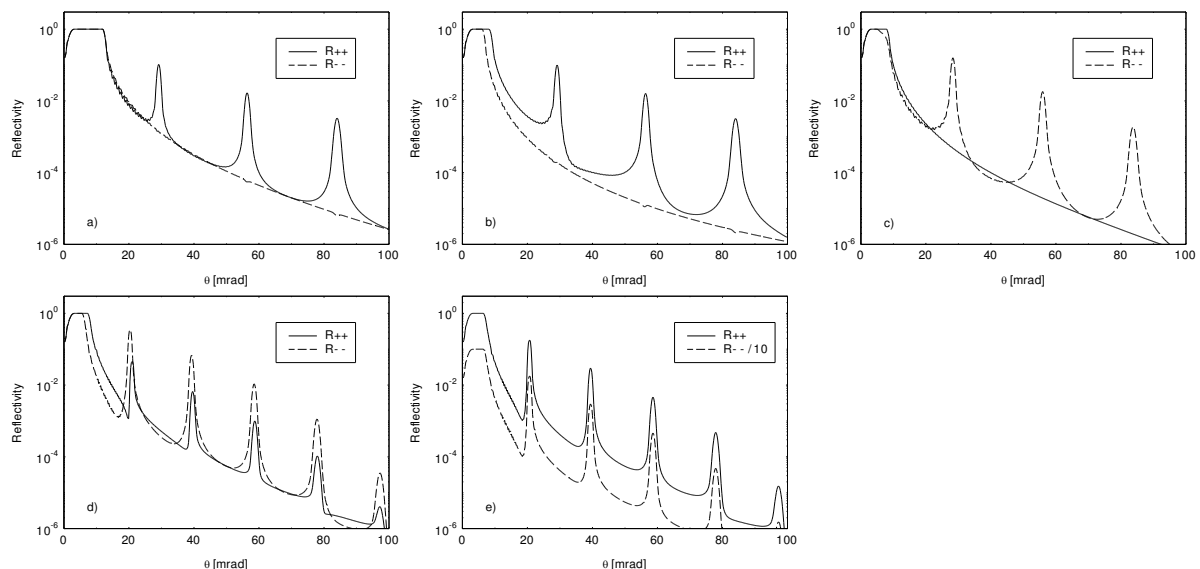 Reflectivity
10^0
10^-2
10^-4
10^-6
R++
R- -
a)
0 20 40 60 80 100
θ [mrad]
Reflectivity
10^0
10^-2
10^-4
10^-6
R++
R- -
b)
0 20 40 60 80 100
θ [mrad]
Reflectivity
10^0
10^-2
10^-4
10^-6
R++
R- -
c)
0 20 40 60 80 100
θ [mrad]
Reflectivity
10^0
10^-2
10^-4
10^-6
R++
R- -
d)
0 20 40 60 80 100
θ [mrad]
Reflectivity
10^0
10^-2
10^-4
10^-6
R++
R- - / 10
e)
0 20 40 60 80 100
θ [mrad]